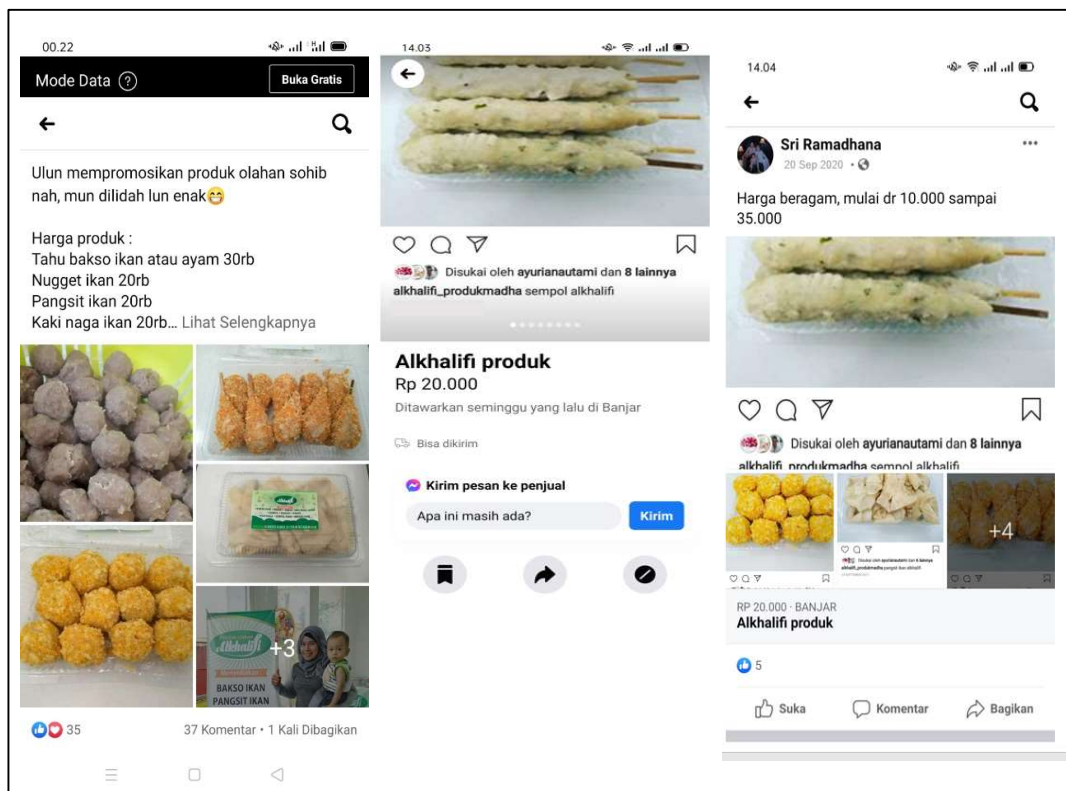 00.22
Mode Data ?
Buka Gratis
Ulun mempromosikan produk olahan sohib
nah, mun dilidah lun enak😁
Harga produk :
Tahu bakso ikan atau ayam 30rb
Nugget ikan 20rb
Pangsit ikan 20rb
Kaki naga ikan 20rb... Lihat Selengkapnya
Alkhalifi
+3
Alkhalifi
BAKSO IKAN
PANGSIT IKAN
35
37 Komentar • 1 Kali Dibagikan
14.03
Disukai oleh ayurianautami dan 8 lainnya
alkhalifi_produkmadha sempol alkhalifi
Alkhalifi produk
Rp 20.000
Ditawarkan seminggu yang lalu di Banjar
Bisa dikirim
Kirim pesan ke penjual
Apa ini masih ada?
Kirim
14.04
Sri Ramadhana
20 Sep 2020
Harga beragam, mulai dr 10.000 sampai
35.000
Disukai oleh ayurianautami dan 8 lainnya
alkhalifi_produkmadha sempol alkhalifi
+4
RP 20.000 · BANJAR
Alkhalifi produk
5
Suka
Komentar
Bagikan